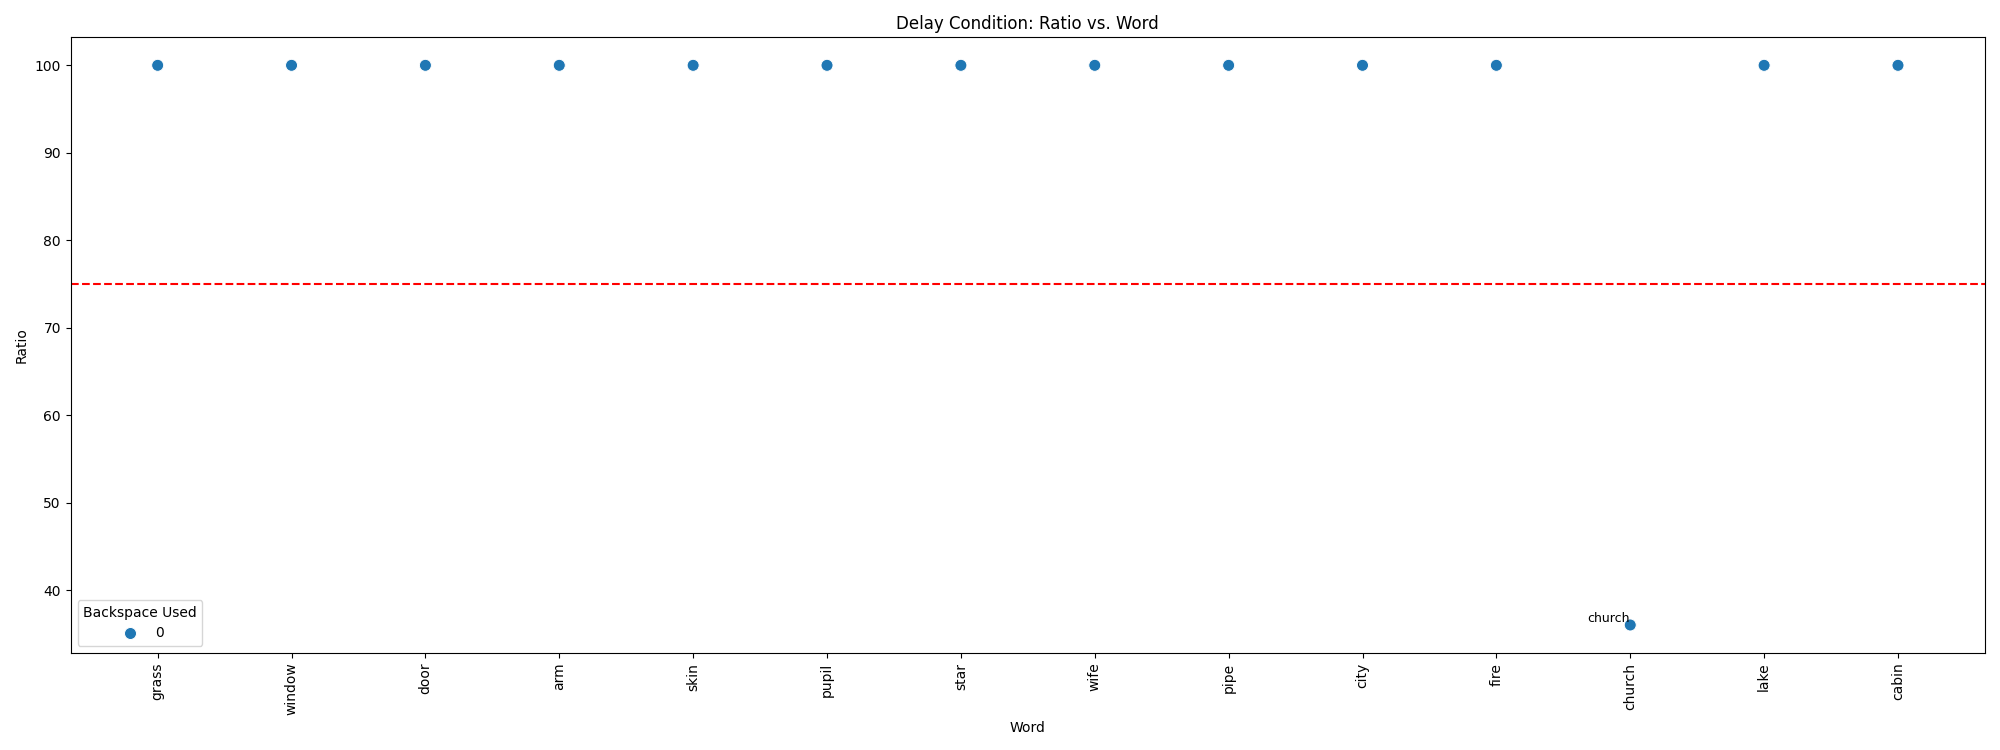 Delay Condition: Ratio vs. Word
Ratio
100
90
80
70
60
50
40
church
Backspace Used
0
grass
window
door
arm
skin
pupil
star
wife
pipe
city
fire
church
lake
cabin
Word